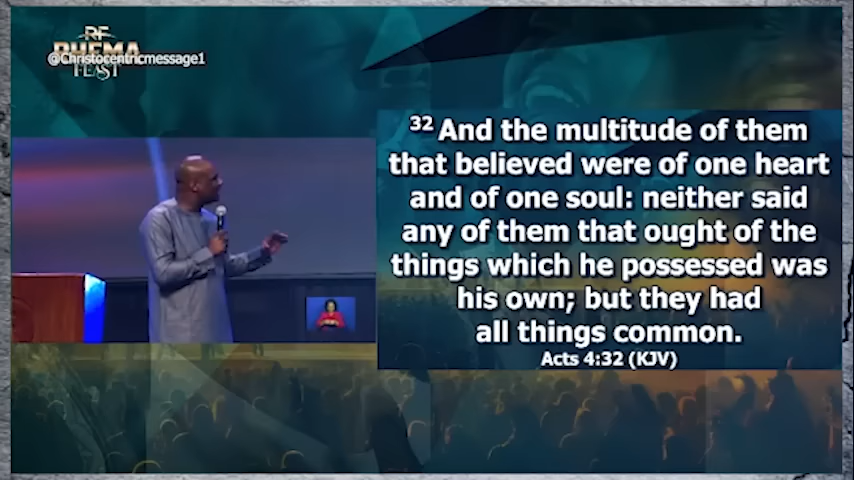 RF
RHEMA
@Christocentricmessage1
FEAST
32 And the multitude of them
that believed were of one heart
and of one soul: neither said
any of them that ought of the
things which he possessed was
his own; but they had
all things common.
Acts 4:32 (KJV)